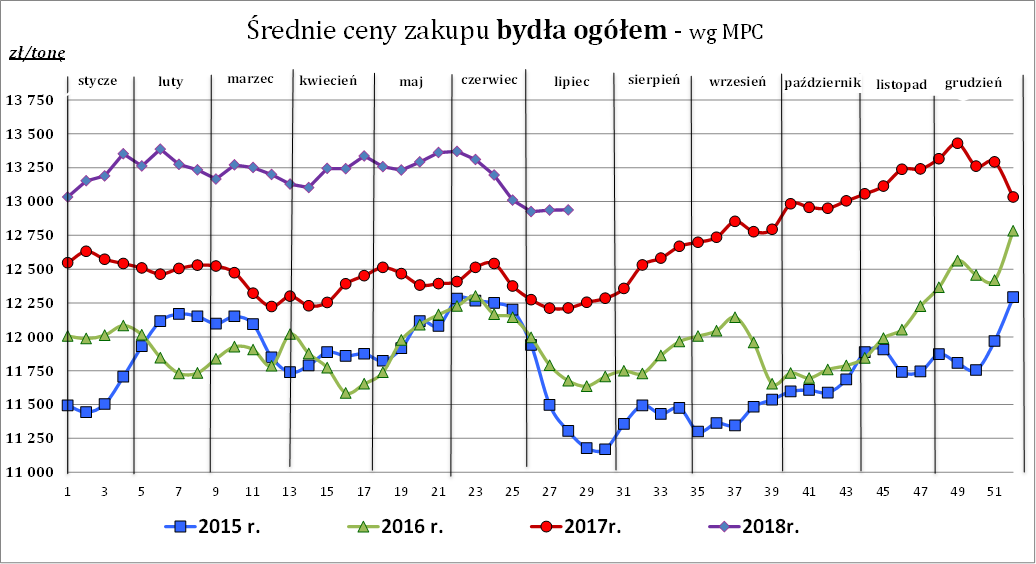 Średnie ceny zakupu bydła ogółem - wg MPC
zł/tonę
stycze luty marzec kwiecień maj czerwiec lipiec sierpień wrzesień październik listopad grudzień
13 750
13 500
13 250
13 000
12 750
12 500
12 250
12 000
11 750
11 500
11 250
11 000
1 3 5 7 9 11 13 15 17 19 21 23 25 27 29 31 33 35 37 39 41 43 45 47 49 51
2015 r. 2016 r. 2017r. 2018r.